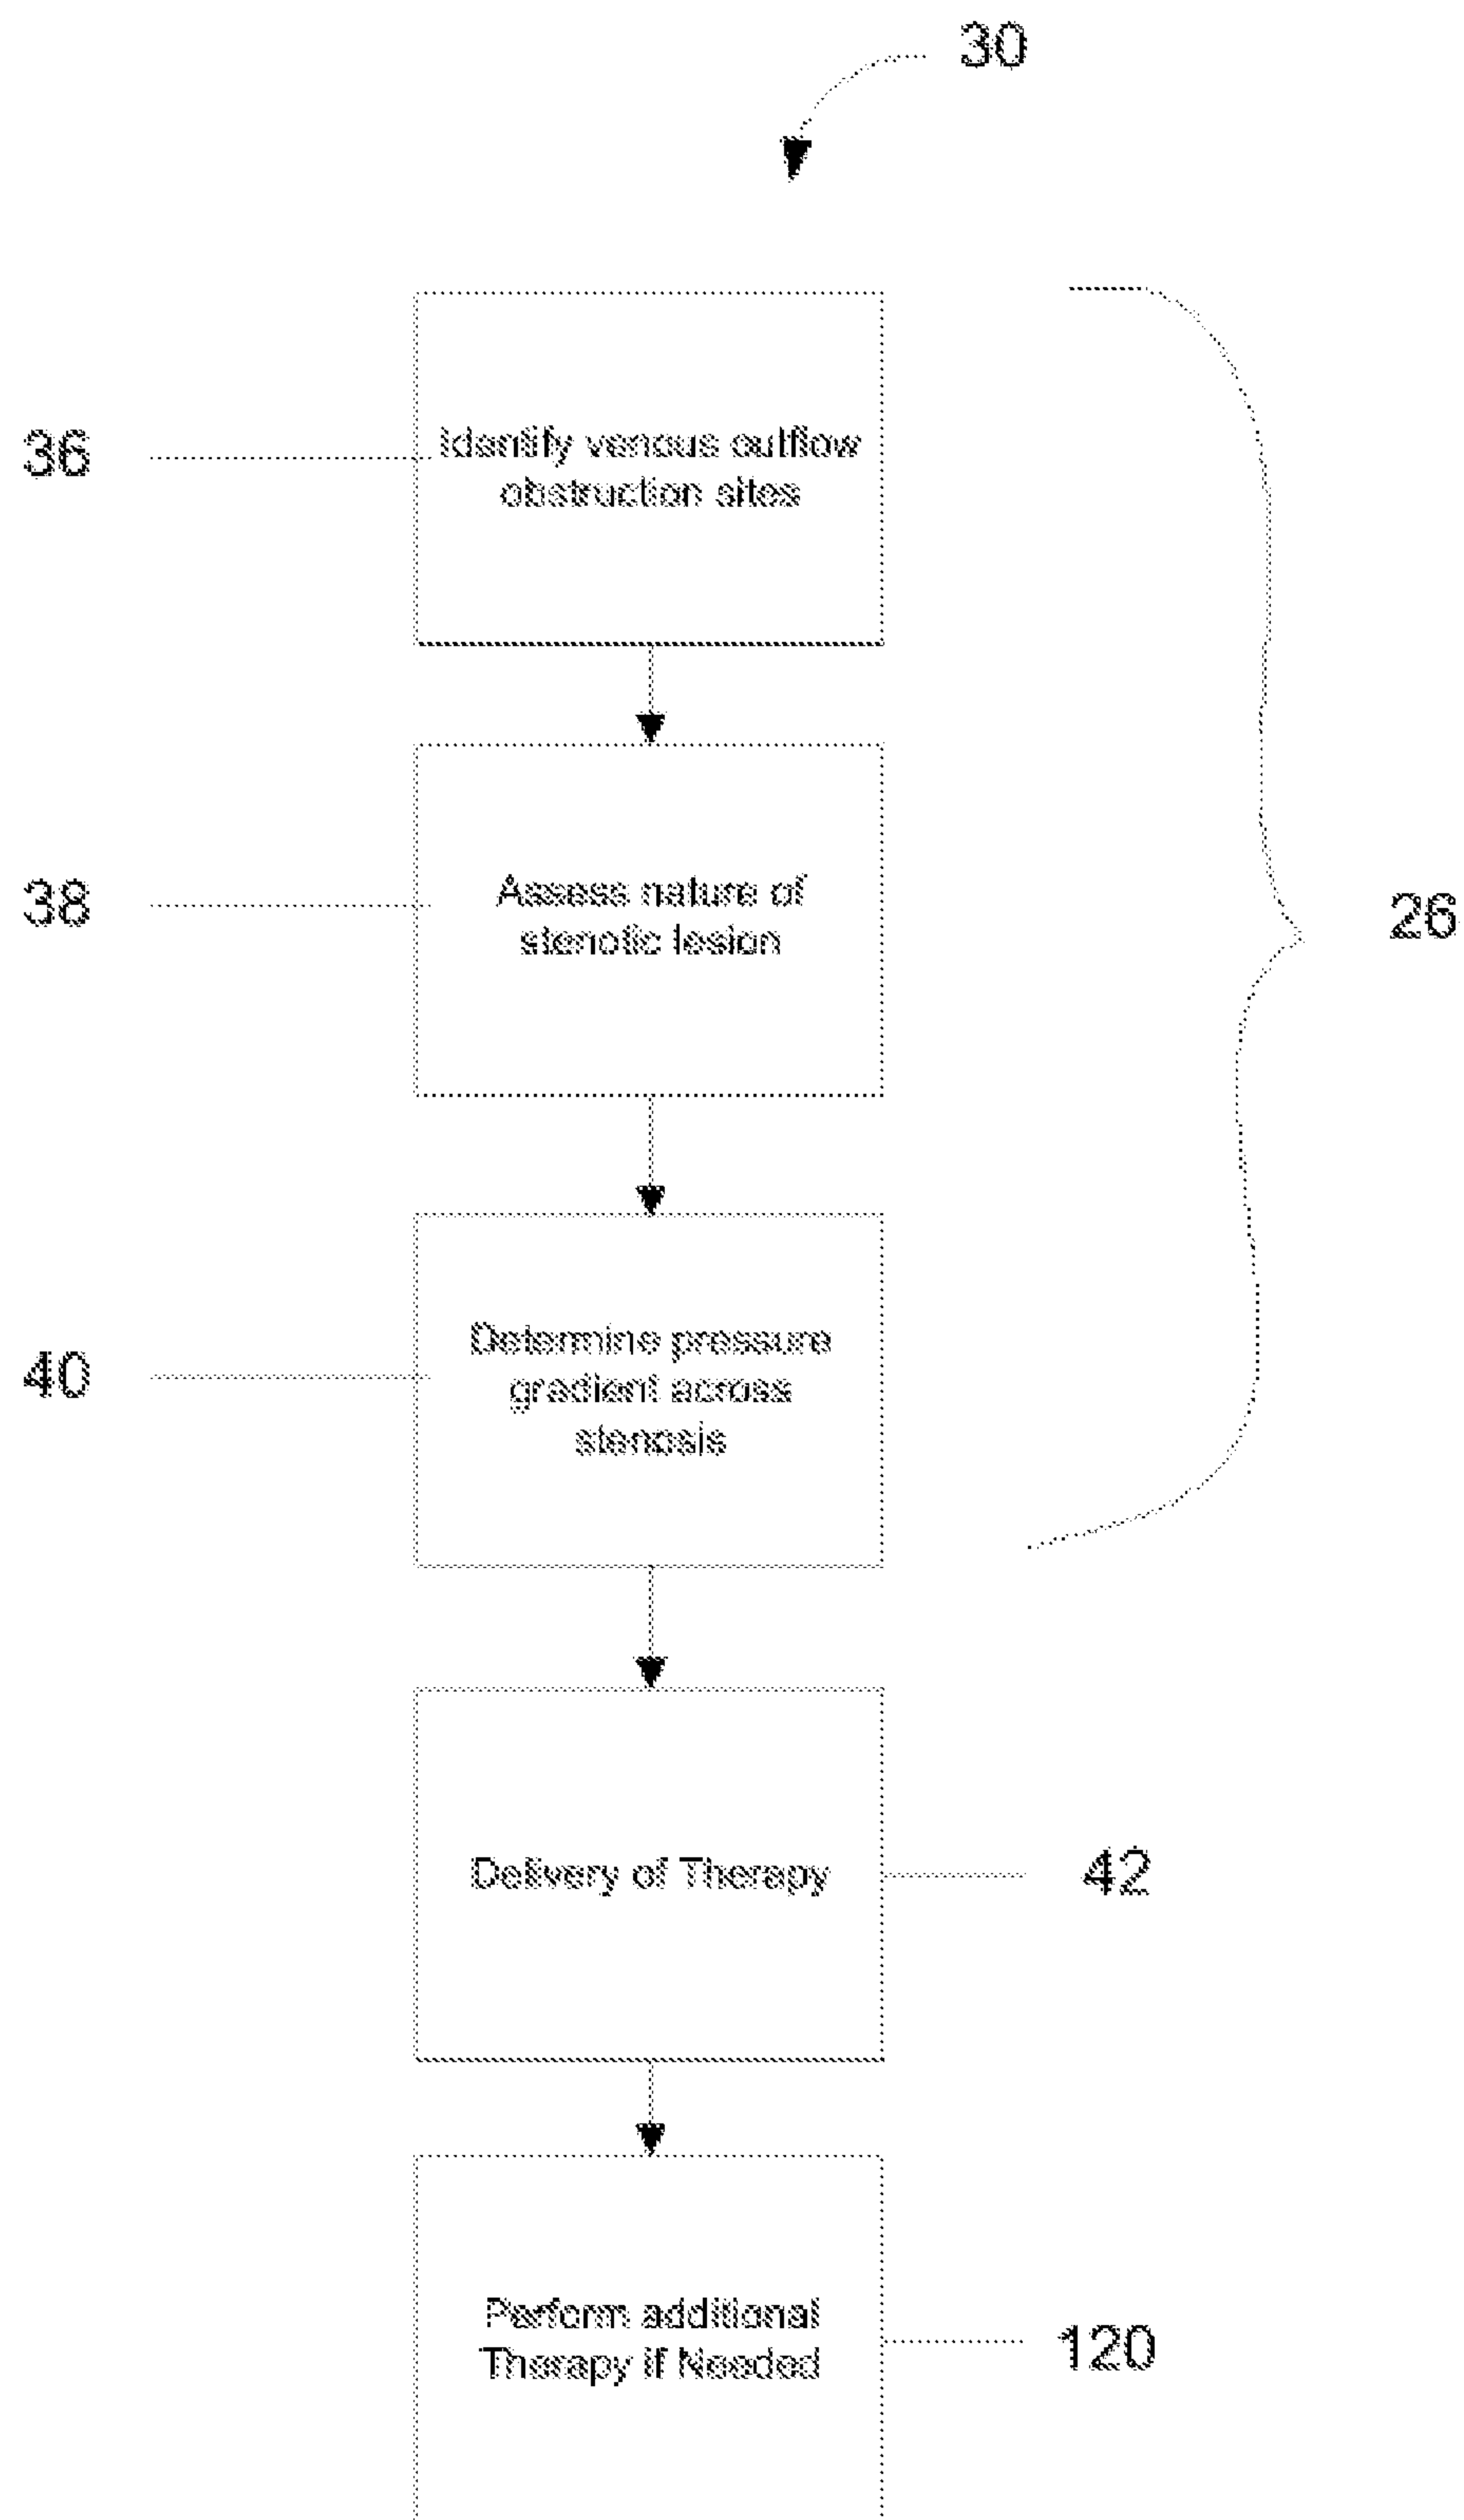 30
36
Identify venous outflow
obstruction sites
38
Assess nature of
stenotic lesion
26
40
Determine pressure
gradient across
stenosis
Delivery of Therapy
42
Perform additional
Therapy if Needed
120